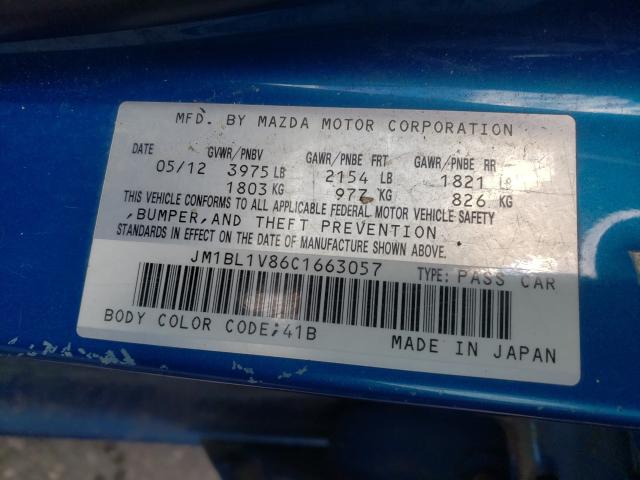 MFD. BY MAZDA MOTOR CORPORATION
DATE GVWR/PNBV GAWR/PNBE FRT GAWR/PNBE RR
05/12 3975 LB 2154 LB 1821 LB
1803 KG 977 KG 826 KG
THIS VEHICLE CONFORMS TO ALL APPLICABLE FEDERAL MOTOR VEHICLE SAFETY
,BUMPER,AND THEFT PREVENTION
STANDARDS IN EFFECT ON THE DATE OF MANUFACTURE SHOWN ABOVE.
JM1BL1V86C1663057 TYPE: PASS CAR
BODY COLOR CODE;41B
MADE IN JAPAN